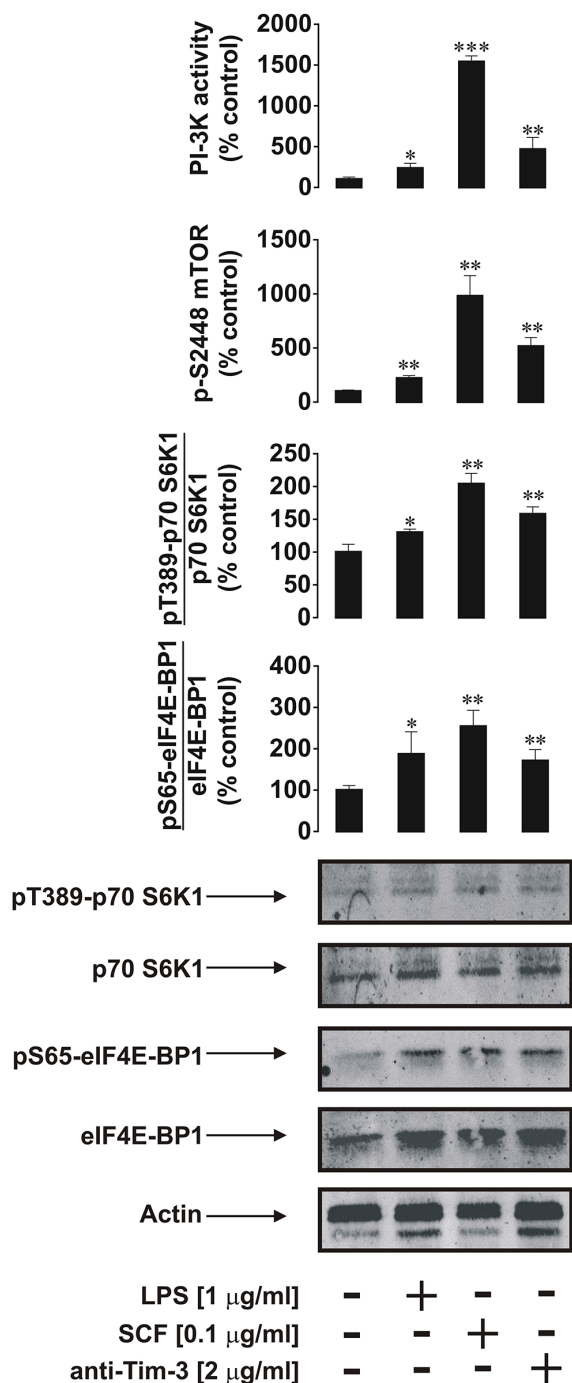 PI-3K activity
(% control)
2000
1500
1000
500
0
*
***
**
p-S2448 mTOR
(% control)
1500
1000
500
0
**
**
**
pT389-p70 S6K1
p70 S6K1
(% control)
250
200
150
100
50
0
*
**
**
pS65-eIF4E-BP1
eIF4E-BP1
(% control)
400
300
200
100
0
*
**
**
pT389-p70 S6K1
p70 S6K1
pS65-eIF4E-BP1
eIF4E-BP1
Actin
LPS [1 μg/ml] - + - -
SCF [0.1 μg/ml] - - + -
anti-Tim-3 [2 μg/ml] - - - +